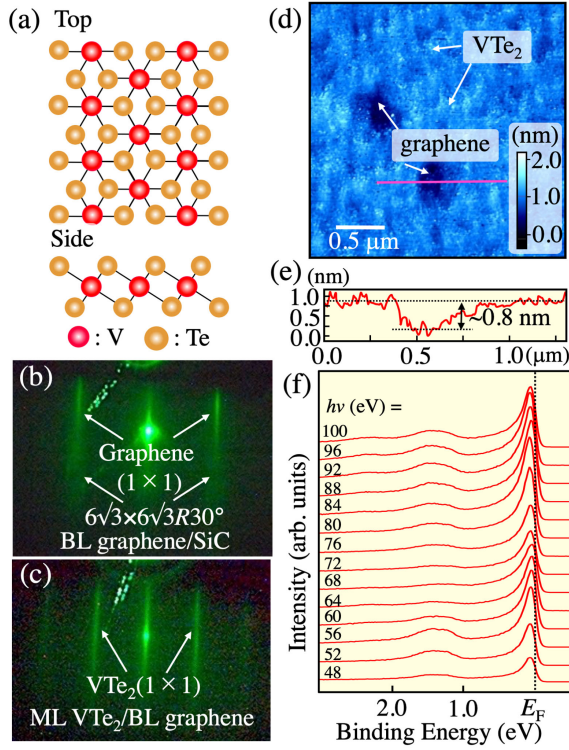 (a)
Top
Side
: V : Te
(b)
Graphene
(1 × 1)
6√3×6√3R30°
BL graphene/SiC
(c)
VTe₂(1 × 1)
ML VTe₂/BL graphene
(d)
VTe₂
graphene
(nm)
2.0
1.0
0.0
0.5 μm
(e) (nm)
1.0
0.5
0.0
~0.8 nm
0.0 0.5 1.0(μm)
(f)
hν (eV) =
100
96
92
88
84
80
76
72
68
64
60
56
52
48
Intensity (arb. units)
2.0 1.0 E_F
Binding Energy (eV)